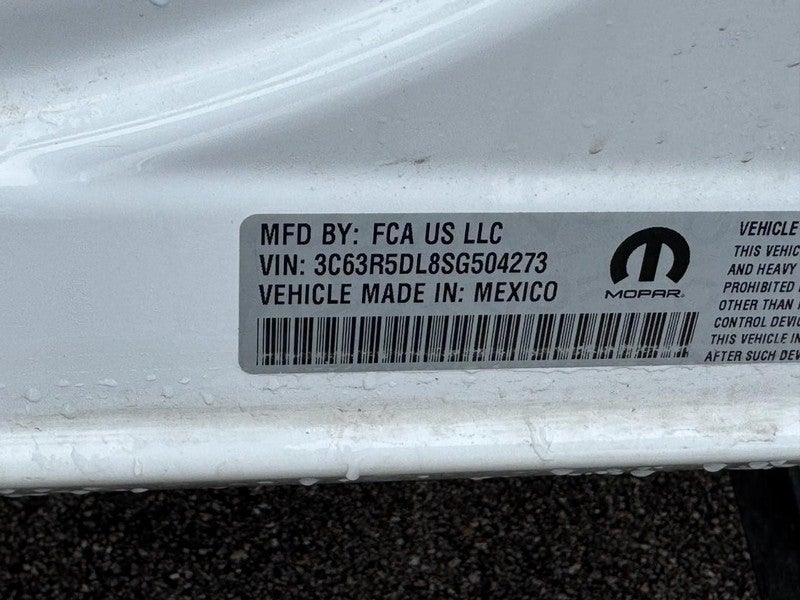 MFD BY: FCA US LLC
VIN: 3C63R5DL8SG504273
VEHICLE MADE IN: MEXICO
MOPAR
VEHICLE
THIS VEHIC
AND HEAVY
PROHIBITED
OTHER THAN
CONTROL DEVIC
THIS VEHICLE IN
AFTER SUCH DEV